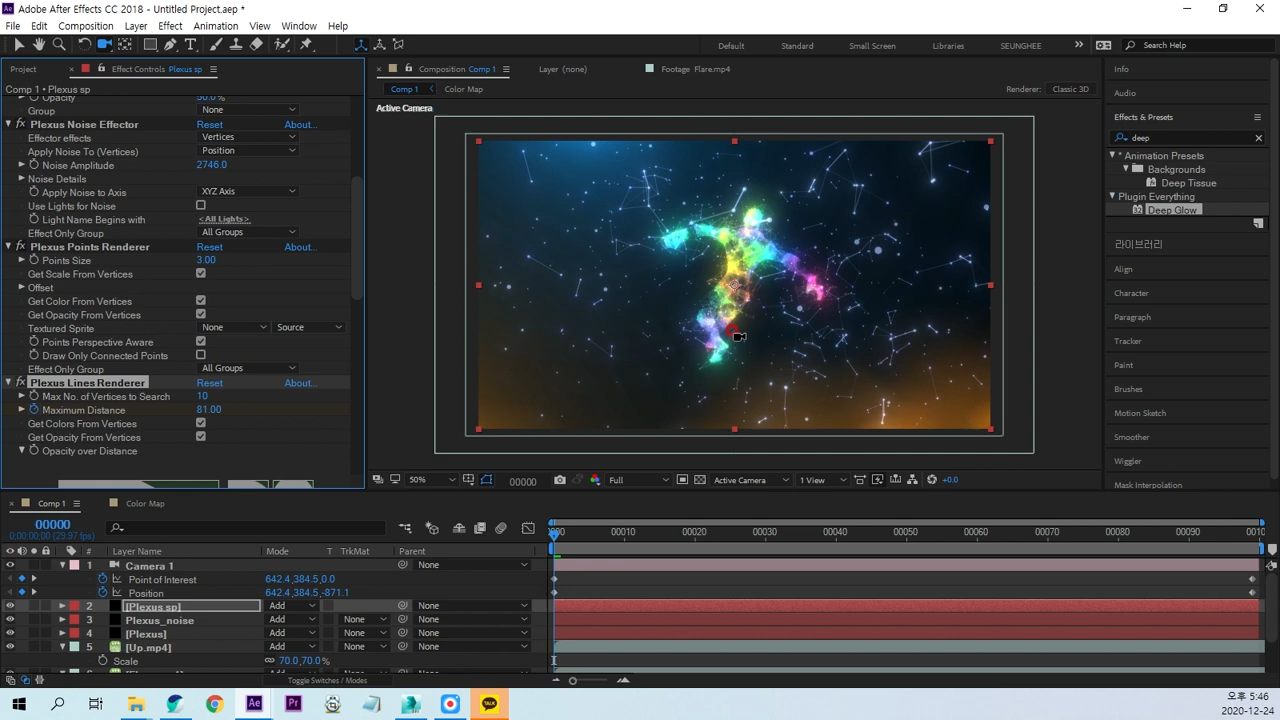 Adobe After Effects CC 2018 - Untitled Project.aep *
File Edit Composition Layer Effect Animation View Window Help
Default Standard Small Screen Libraries SEUNGHEE Search Help
Project Effect Controls Plexus sp
Composition Comp 1 Layer (none) Footage Flare.mp4
Info
Comp 1 • Plexus sp
Comp 1 Color Map Renderer: Classic 3D
Audio
Opacity 50.0%
Active Camera
Group None
Effects & Presets
Plexus Noise Effector Reset About...
deep
Effector effects Vertices
Apply Noise To (Vertices) Position
* Animation Presets
Noise Amplitude 2746.0
Backgrounds
Noise Details
Deep Tissue
Apply Noise to Axis XYZ Axis
Plugin Everything
Use Lights for Noise
Deep Glow
Light Name Begins with <All Lights>
Effect Only Group All Groups
라이브러리
Plexus Points Renderer Reset About...
Points Size 3.00
Align
Get Scale From Vertices
Offset
Character
Get Color From Vertices
Get Opacity From Vertices
Paragraph
Textured Sprite None Source
Points Perspective Aware
Tracker
Draw Only Connected Points
Paint
Effect Only Group All Groups
Plexus Lines Renderer Reset About...
Brushes
Max No. of Vertices to Search 10
Maximum Distance 81.00
Motion Sketch
Get Colors From Vertices
Get Opacity From Vertices
Smoother
Opacity over Distance
Wiggler
50% 00000 Full Active Camera 1 View +0.0
Mask Interpolation
Comp 1 Color Map
00000
0;00;00;00 (29.97 fps)
00 00010 00020 00030 00040 00050 00060 00070 00080 00090 0010
# Layer Name Mode T TrkMat Parent
1 Camera 1 None
Point of Interest 642.4,384.5,0.0
Position 642.4,384.5,-871.1
2 [Plexus sp] Add None
3 Plexus_noise Add None None
4 [Plexus] Add None None
5 [Up.mp4] Add None None
Scale 70.0,70.0%
Toggle Switches / Modes
Ae Pr TALK
오후 5:46
2020-12-24